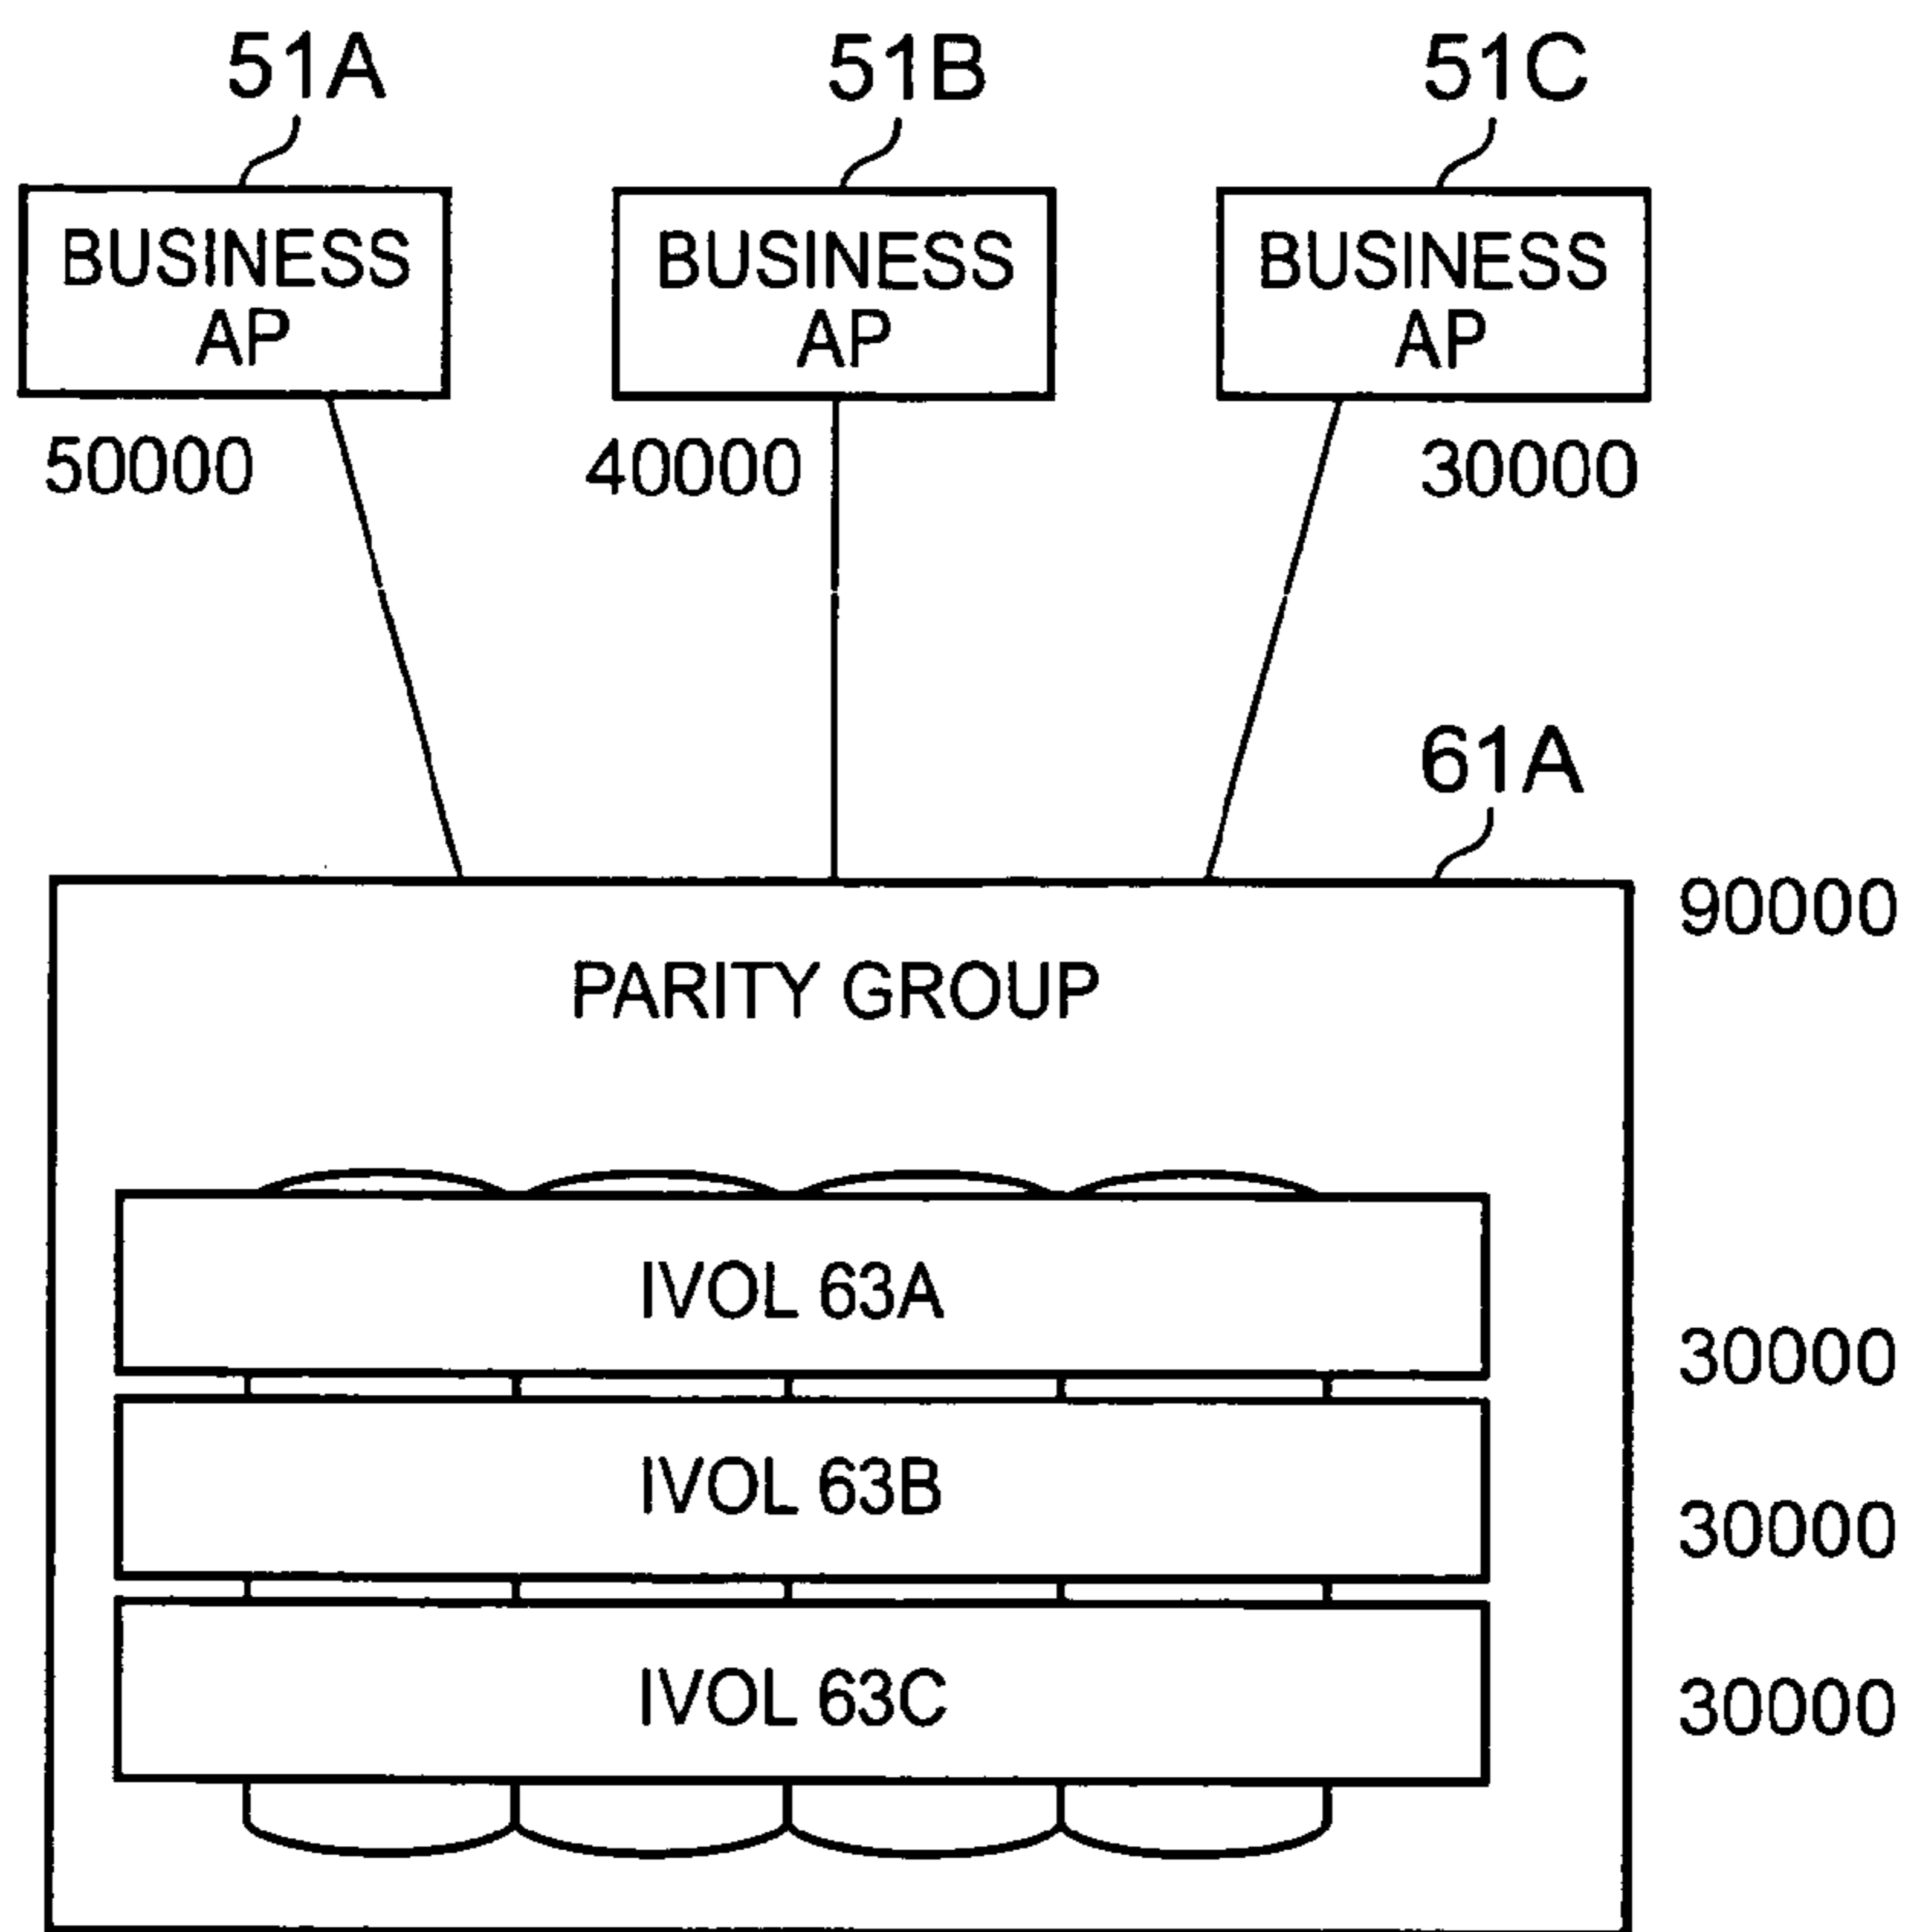 51A
51B
51C
BUSINESS
AP
BUSINESS
AP
BUSINESS
AP
50000
40000
30000
61A
90000
PARITY GROUP
IVOL 63A
30000
IVOL 63B
30000
IVOL 63C
30000